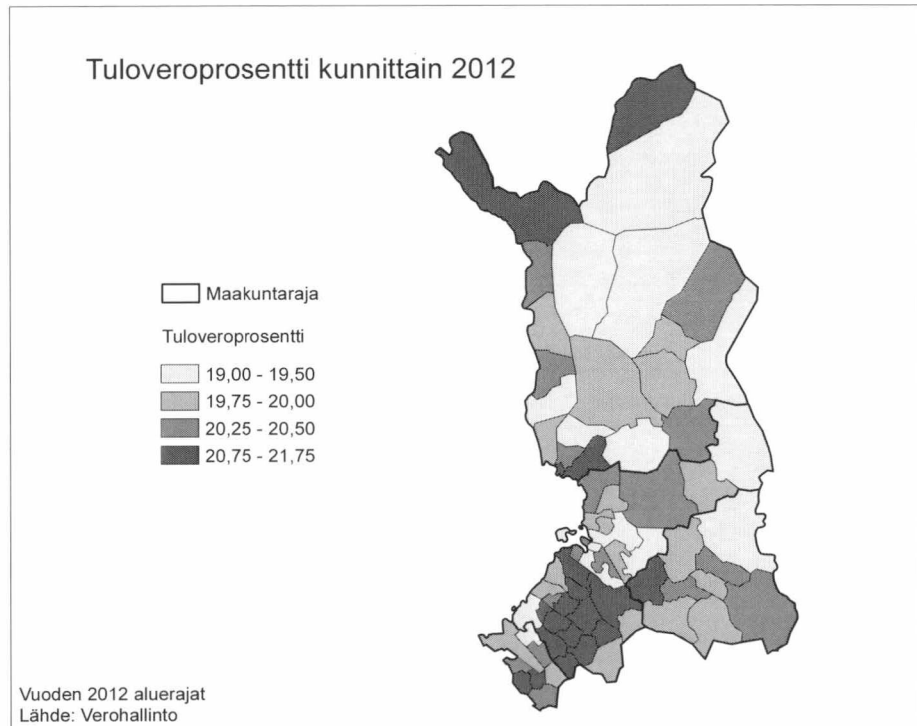 Tuloveroprosentti kunnittain 2012
Maakuntaraja
Tuloveroprosentti
19,00 - 19,50
19,75 - 20,00
20,25 - 20,50
20,75 - 21,75
Vuoden 2012 aluerajat
Lähde: Verohallinto